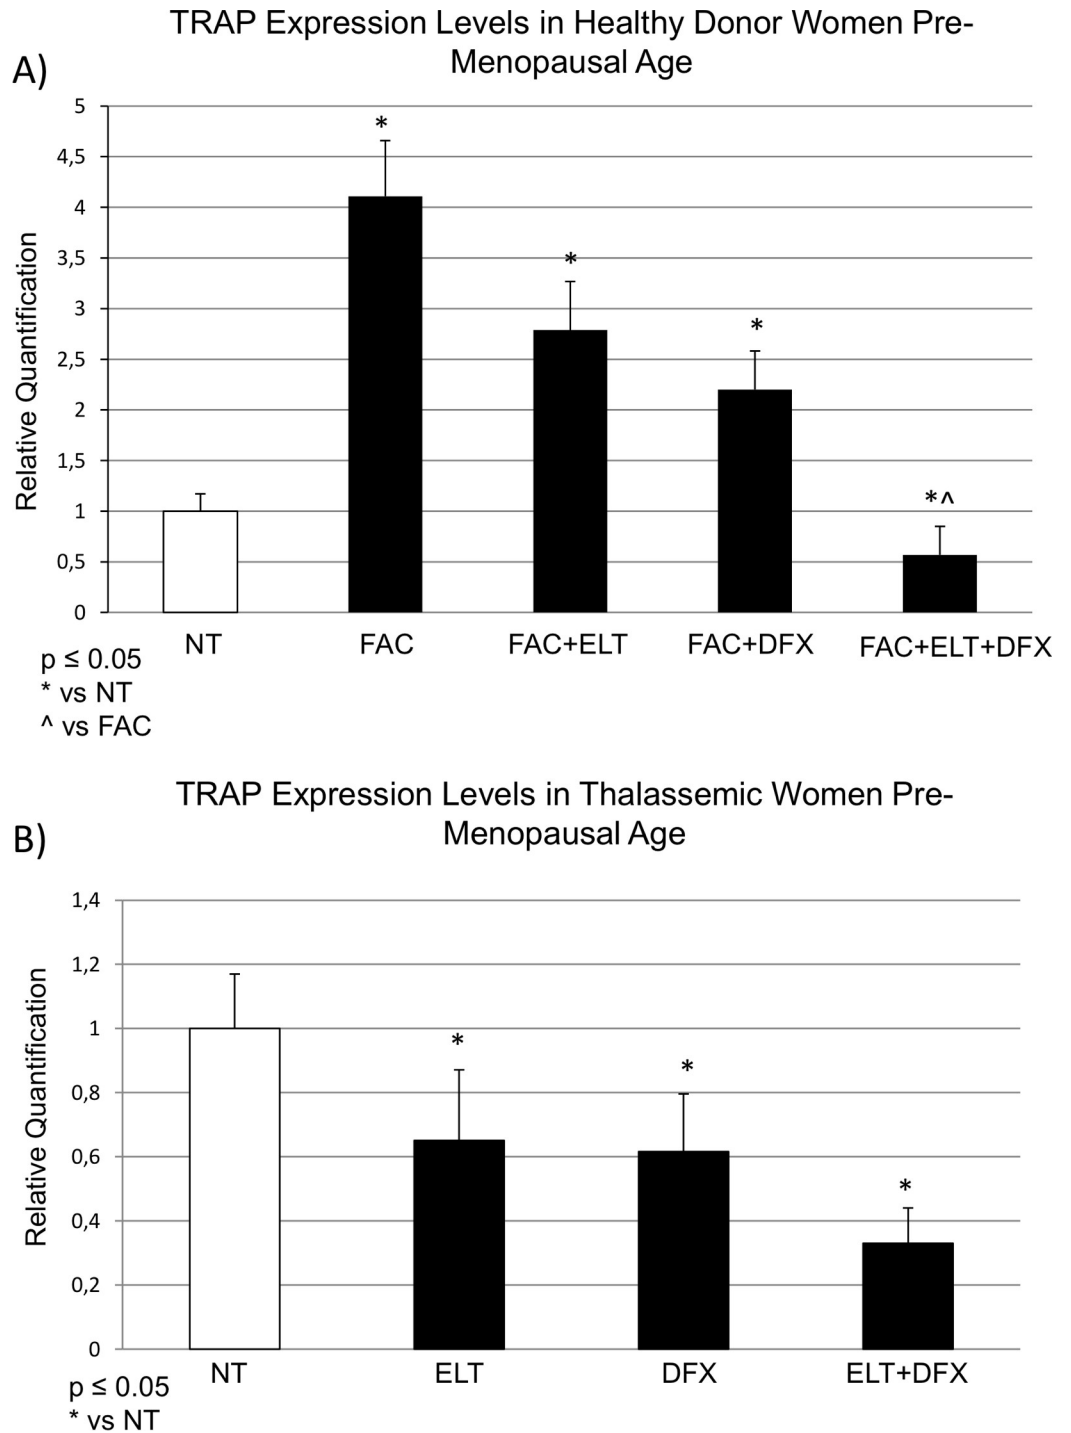 TRAP Expression Levels in Healthy Donor Women Pre-
Menopausal Age
A)
Relative Quantification
5
4,5
4
3,5
3
2,5
2
1,5
1
0,5
0
*
*
*
*^
NT FAC FAC+ELT FAC+DFX FAC+ELT+DFX
p ≤ 0.05
* vs NT
^ vs FAC
TRAP Expression Levels in Thalassemic Women Pre-
Menopausal Age
B)
Relative Quantification
1,4
1,2
1
0,8
0,6
0,4
0,2
0
*
*
*
NT ELT DFX ELT+DFX
p ≤ 0.05
* vs NT